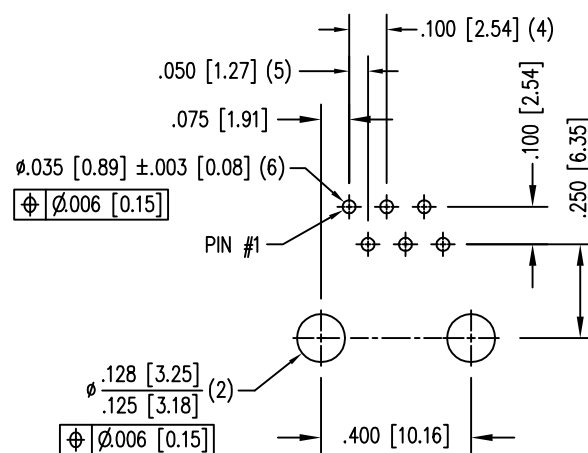 .100 [2.54] (4)
.050 [1.27] (5)
.075 [1.91]
.100 [2.54]
.250 [6.35]
ø.035 [0.89] ±.003 [0.08] (6)
⌖ Ø.006 [0.15]
PIN #1
ø .128 [3.25] (2)
.125 [3.18]
⌖ Ø.006 [0.15]
.400 [10.16]